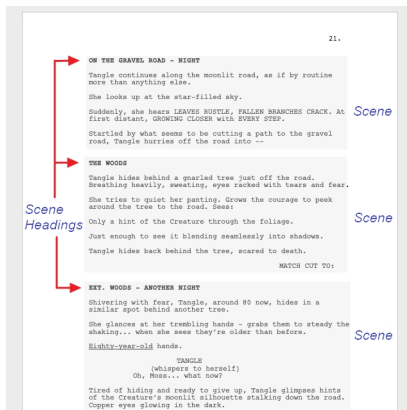 21.
ON THE GRAVEL ROAD - NIGHT
Tangle continues along the moonlit road, as if by routine
more than anything else.
She looks up at the star-filled sky.
Suddenly, she hears LEAVES RUSTLE, FALLEN BRANCHES CRACK. At
first distant, GROWING CLOSER with EVERY STEP.
Scene
Startled by what seems to be cutting a path to the gravel
road, Tangle hurries off the road into --
THE WOODS
Tangle hides behind a gnarled tree just off the road.
Breathing heavily, sweating, eyes racked with tears and fear.
She tries to quiet her panting. Grows the courage to peek
around the tree to the road. Sees:
Scene
Headings
Only a hint of the Creature through the foliage.
Scene
Just enough to see it blending seamlessly into shadows.
Tangle hides back behind the tree, scared to death.
MATCH CUT TO:
EXT. WOODS - ANOTHER NIGHT
Shivering with fear, Tangle, around 80 now, hides in a
similar spot behind another tree.
She glances at her trembling hands - grabs them to steady the
shaking... when she sees they're older than before.
Scene
Eighty-year-old hands.
TANGLE
(whispers to herself)
Oh, Moss... what now?
Tired of hiding and ready to give up, Tangle glimpses hints
of the Creature's moonlit silhouette stalking down the road.
Copper eyes glowing in the dark.